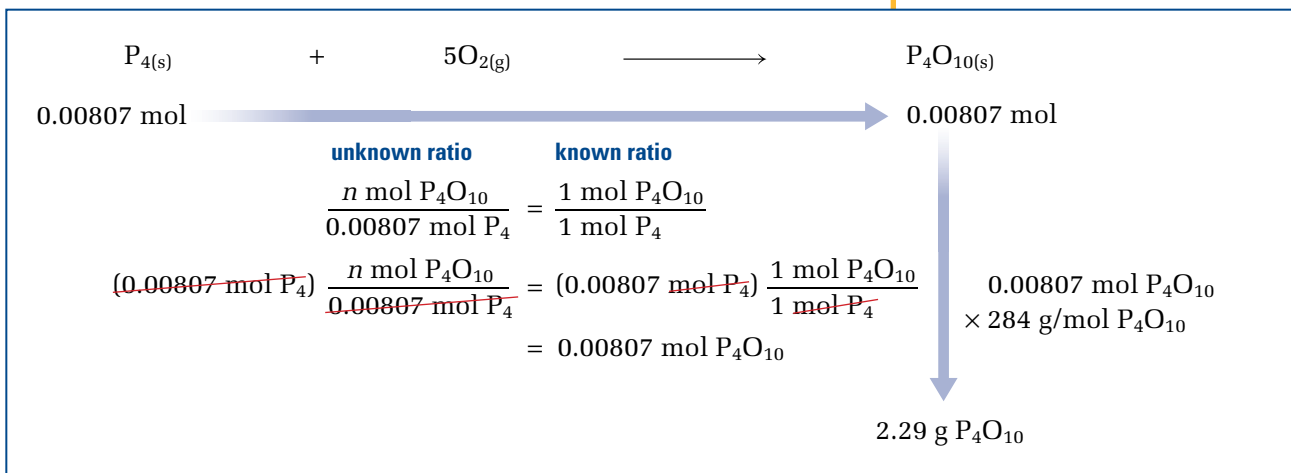 P₄(s) + 5O₂(g) ⟶ P₄O₁₀(s)
0.00807 mol 0.00807 mol
unknown ratio known ratio
n mol P₄O₁₀ / 0.00807 mol P₄ = 1 mol P₄O₁₀ / 1 mol P₄
(0.00807 mol P₄) n mol P₄O₁₀ / 0.00807 mol P₄ = (0.00807 mol P₄) 1 mol P₄O₁₀ / 1 mol P₄
= 0.00807 mol P₄O₁₀
0.00807 mol P₄O₁₀
× 284 g/mol P₄O₁₀
2.29 g P₄O₁₀